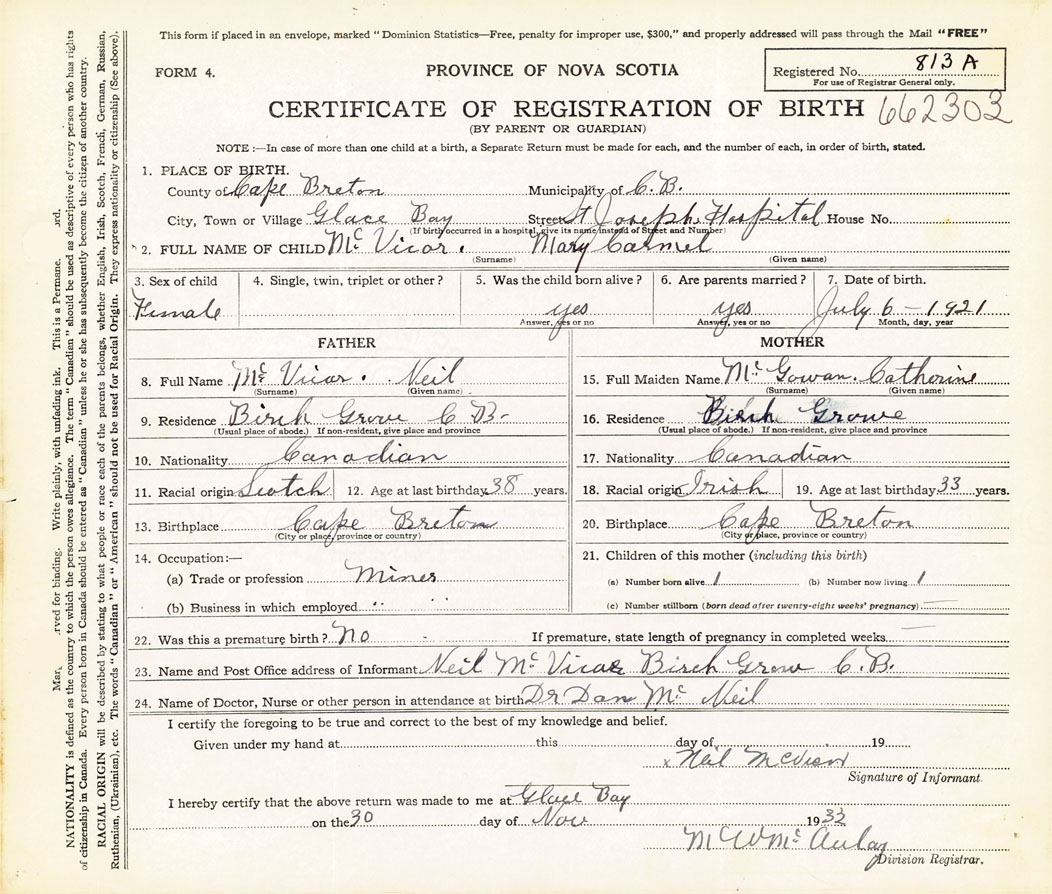 This form if placed in an envelope, marked "Dominion Statistics—Free, penalty for improper use, $300," and properly addressed will pass through the Mail "FREE"
FORM 4.
PROVINCE OF NOVA SCOTIA
Registered No. 813 A
For use of Registrar General only.
CERTIFICATE OF REGISTRATION OF BIRTH 662303
(BY PARENT OR GUARDIAN)
NOTE :—In case of more than one child at a birth, a Separate Return must be made for each, and the number of each, in order of birth, stated.
1. PLACE OF BIRTH.
County of Cape Breton Municipality of C.B.
City, Town or Village Glace Bay Street St Joseph Hospital House No.
(If birth occurred in a hospital, give its name instead of Street and Number)
2. FULL NAME OF CHILD Mc Vicar. Mary Carmel
(Surname) (Given name)
3. Sex of child 4. Single, twin, triplet or other ? 5. Was the child born alive ? 6. Are parents married ? 7. Date of birth.
Female yes yes July 6 - 1921
Answer, yes or no Answer, yes or no Month, day, year
FATHER
8. Full Name Mc Vicar. Neil
(Surname) (Given name)
9. Residence Birch Grove C B-
(Usual place of abode.) If non-resident, give place and province
10. Nationality Canadian
11. Racial origin Scotch 12. Age at last birthday 38 years.
13. Birthplace Cape Breton
(City or place, province or country)
14. Occupation:—
(a) Trade or profession Miner
(b) Business in which employed " "
MOTHER
15. Full Maiden Name Mc Gowan. Catherine
(Surname) (Given name)
16. Residence Birch Grove
(Usual place of abode.) If non-resident, give place and province
17. Nationality Canadian
18. Racial origin Irish 19. Age at last birthday 33 years.
20. Birthplace Cape Breton
(City or place, province or country)
21. Children of this mother (including this birth)
(a) Number born alive 1 (b) Number now living 1
(c) Number stillborn (born dead after twenty-eight weeks' pregnancy) —
22. Was this a premature birth ? No If premature, state length of pregnancy in completed weeks —
23. Name and Post Office address of Informant Neil Mc Vicar Birch Grove C.B.
24. Name of Doctor, Nurse or other person in attendance at birth Dr Dan Mc Neil
I certify the foregoing to be true and correct to the best of my knowledge and belief.
Given under my hand at this day of 19
x Neil McVicar
Signature of Informant.
I hereby certify that the above return was made to me at Glace Bay
on the 30 day of Nov 1933
M W Mc Aulay
Division Registrar.
rved for binding. Write plainly, with unfading ink. This is a Permane. rd.
NATIONALITY is defined as the country to which the person owes allegiance. The term "Canadian" should be used as descriptive of every person who has rights
of citizenship in Canada. Every person born in Canada should be entered as "Canadian" unless he or she has subsequently become the citizen of another country.
RACIAL ORIGIN will be described by stating to what people or race each of the parents belongs, whether English, Irish, Scotch, French, German, Russian,
Ruthenian, (Ukrainian), etc. The words "Canadian" or "American" should not be used for Racial Origin. They express nationality or citizenship (See above).